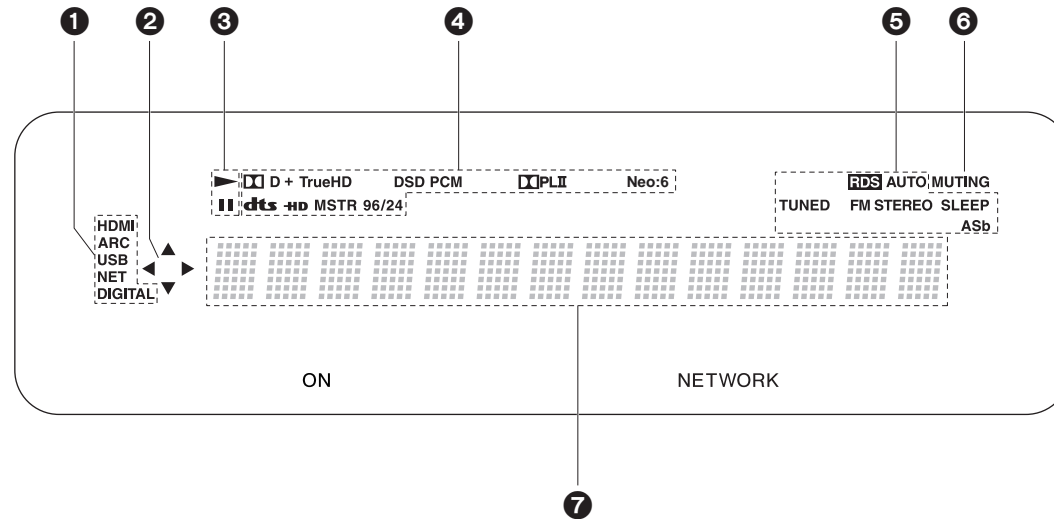 1 2 3 4 5 6
D + TrueHD DSD PCM PLII Neo:6 RDS AUTO MUTING
dts -HD MSTR 96/24 TUNED FM STEREO SLEEP
ASb
HDMI
ARC
USB
NET
DIGITAL
ON NETWORK
7